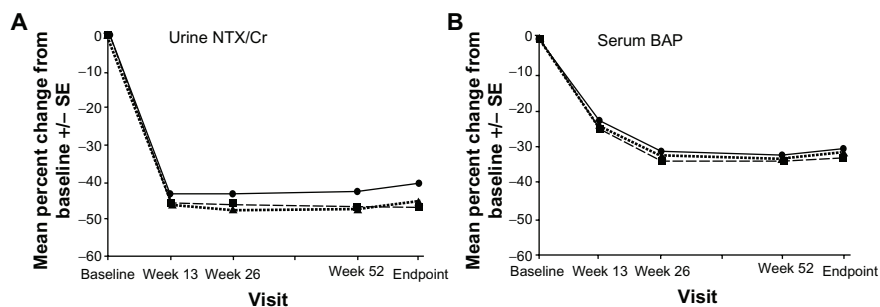 A
Urine NTX/Cr
Mean percent change from
baseline +/− SE
0
−10
−20
−30
−40
−50
−60
Baseline Week 13 Week 26 Week 52 Endpoint
Visit
B
Serum BAP
Mean percent change from
baseline +/− SE
0
−10
−20
−30
−40
−50
−60
Baseline Week 13 Week 26 Week 52 Endpoint
Visit